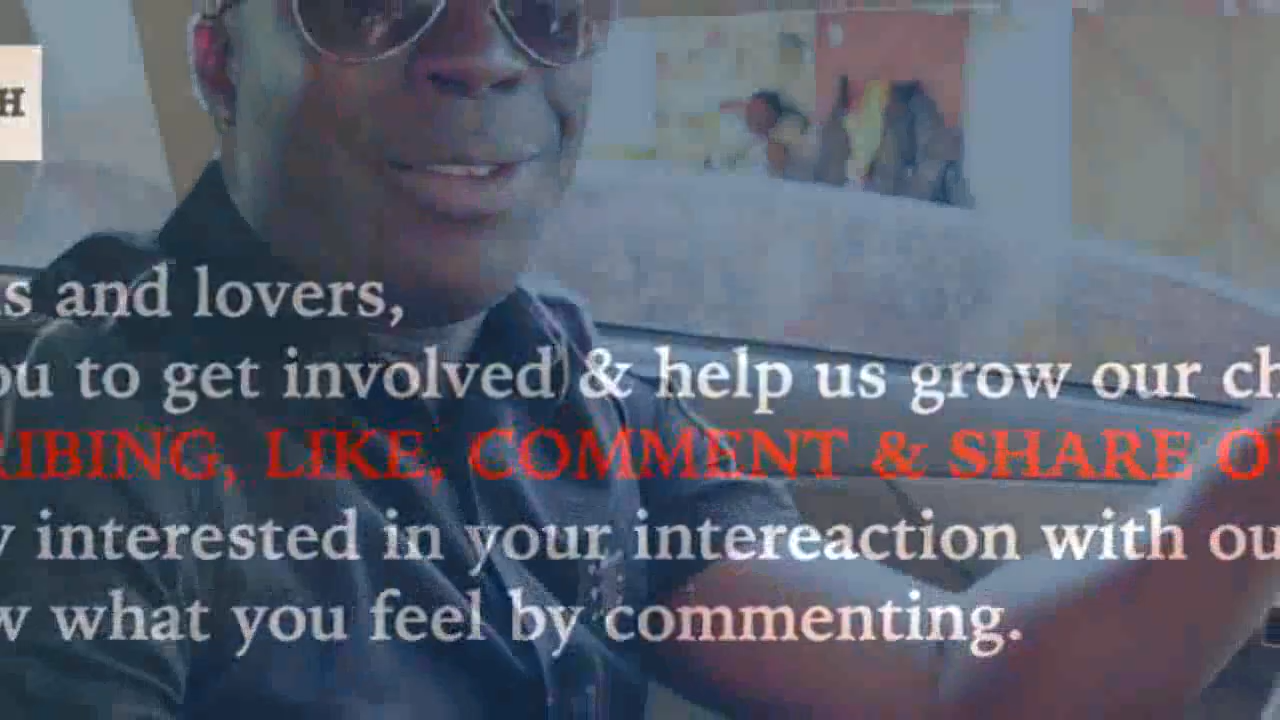 H
s and lovers,
ou to get involved & help us grow our ch
RIBING, LIKE, COMMENT & SHARE O
y interested in your intereaction with ou
w what you feel by commenting.